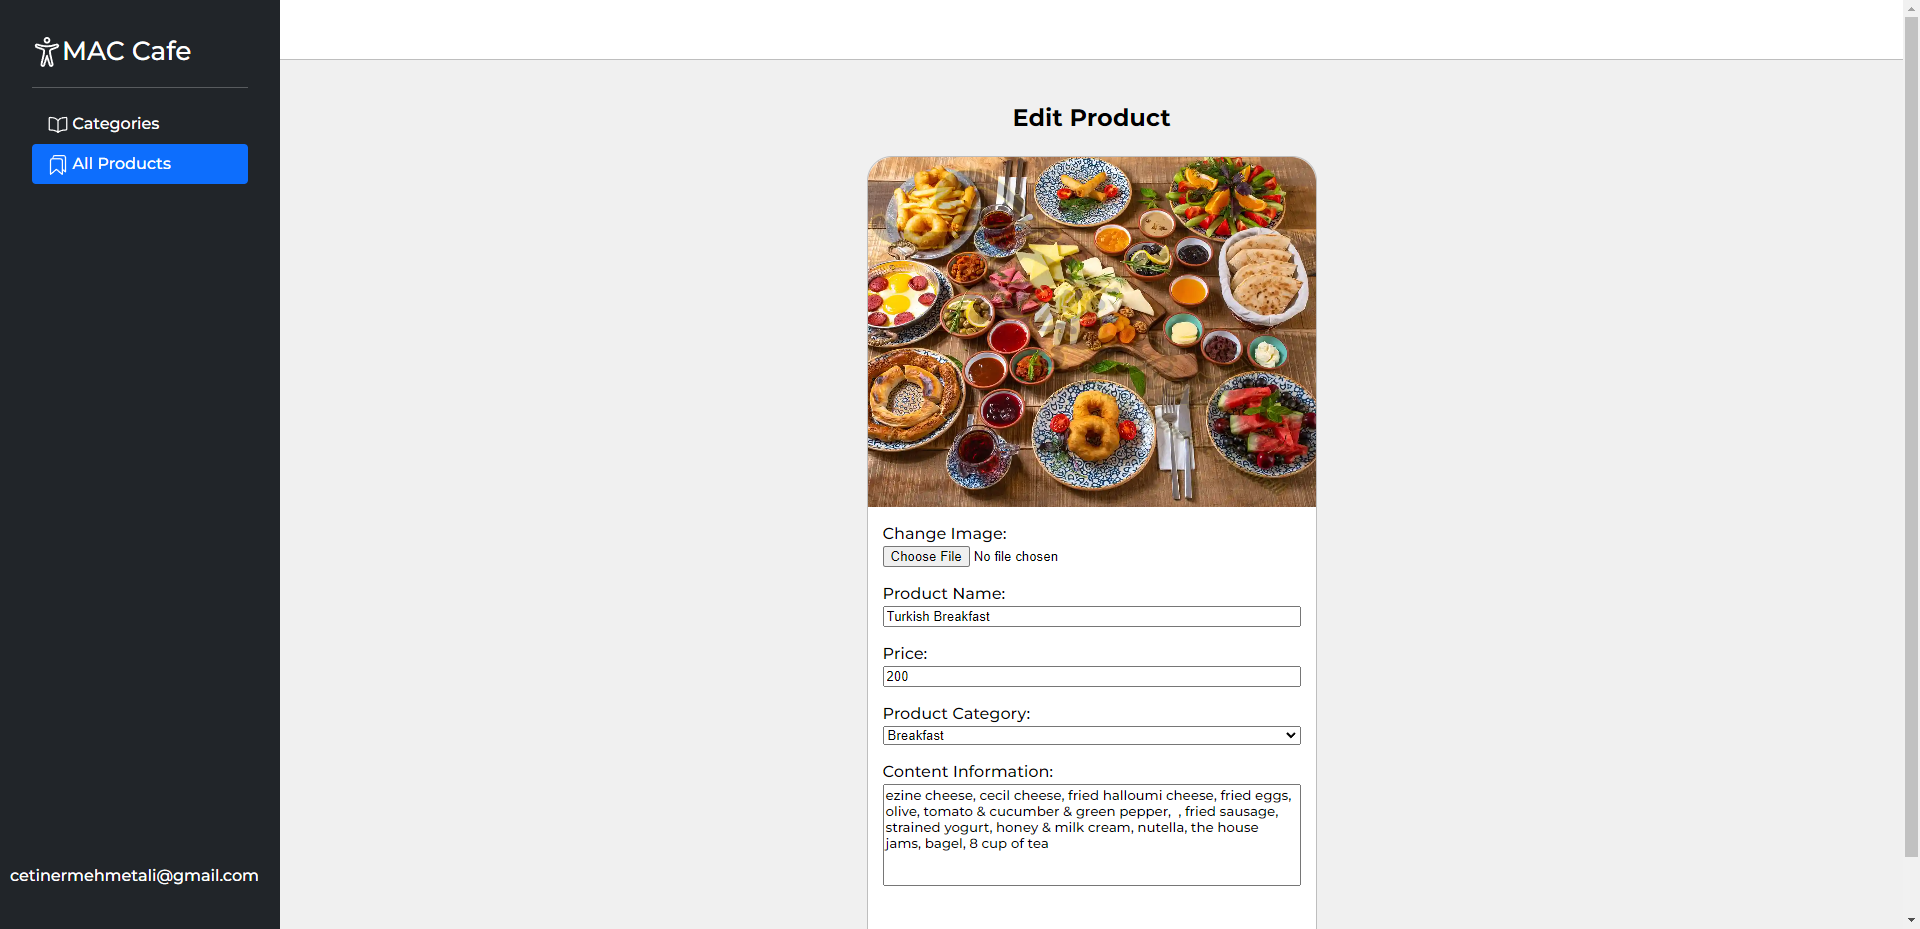 MAC Cafe
Categories
All Products
cetinermehmetali@gmail.com
Edit Product
Change Image:
Choose File No file chosen
Product Name:
Turkish Breakfast
Price:
200
Product Category:
Breakfast
Content Information:
ezine cheese, cecil cheese, fried halloumi cheese, fried eggs,
olive, tomato & cucumber & green pepper,  , fried sausage,
strained yogurt, honey & milk cream, nutella, the house
jams, bagel, 8 cup of tea